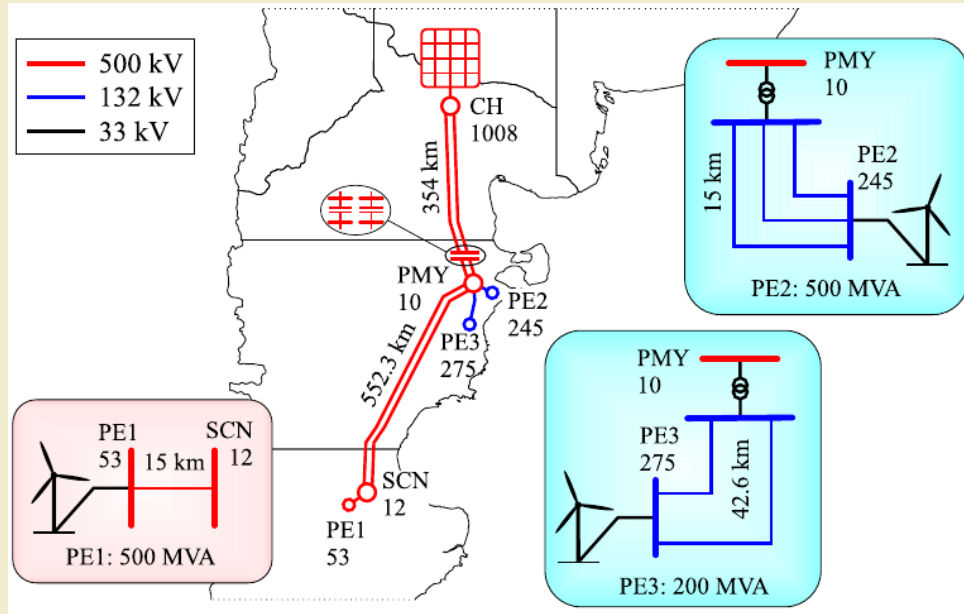 500 kV
132 kV
33 kV
CH
1008
354 km
PMY
10
PE2
245
PE3
275
552.3 km
SCN
12
PE1
53
PMY
10
PE2
245
15 km
PE2: 500 MVA
PMY
10
PE3
275
42.6 km
PE3: 200 MVA
PE1
53
SCN
12
15 km
PE1: 500 MVA